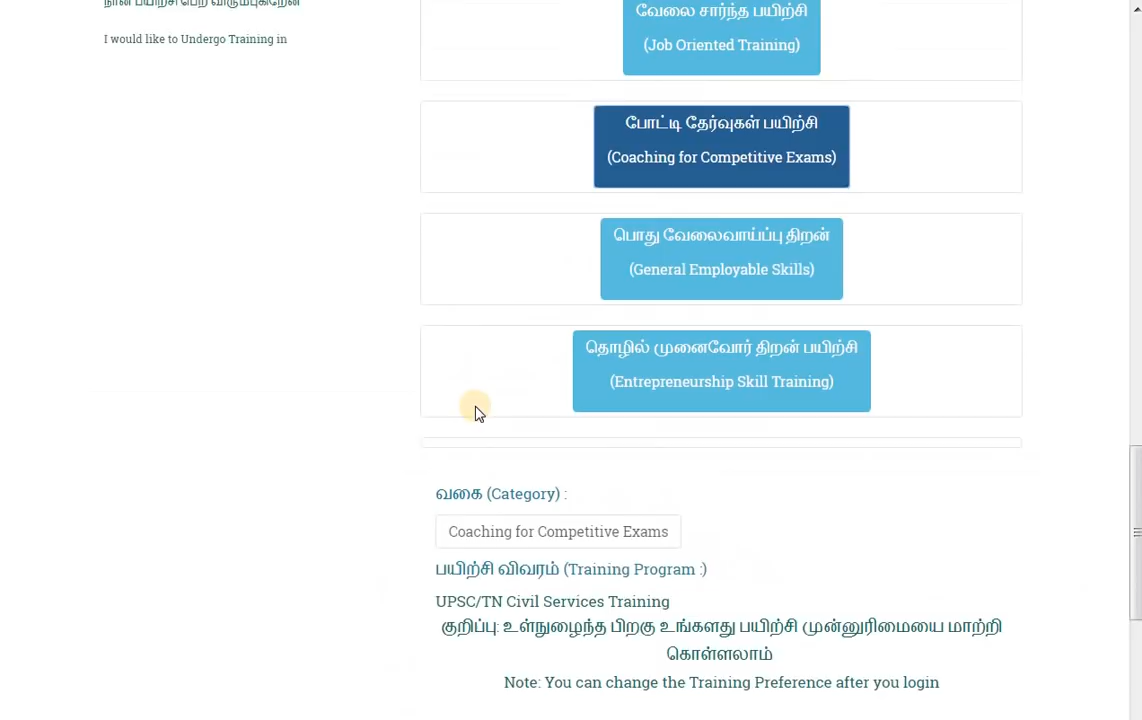 நான் பயிற்சி பெற விரும்புகிறேன்
I would like to Undergo Training in
வேலை சார்ந்த பயிற்சி
(Job Oriented Training)
போட்டி தேர்வுகள் பயிற்சி
(Coaching for Competitive Exams)
பொது வேலைவாய்ப்பு திறன்
(General Employable Skills)
தொழில் முனைவோர் திறன் பயிற்சி
(Entrepreneurship Skill Training)
வகை (Category) :
Coaching for Competitive Exams
பயிற்சி விவரம் (Training Program :)
UPSC/TN Civil Services Training
குறிப்பு: உள்நுழைந்த பிறகு உங்களது பயிற்சி முன்னுரிமையை மாற்றி
கொள்ளலாம்
Note: You can change the Training Preference after you login